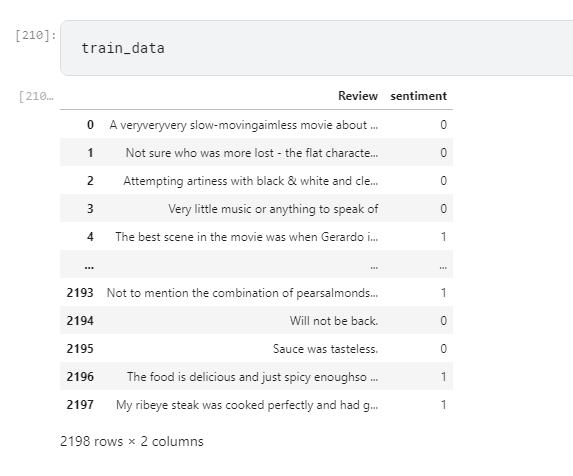 [210]: train_data
[210...
Review sentiment
0 A veryveryvery slow-movingaimless movie about ... 0
1 Not sure who was more lost - the flat characte... 0
2 Attempting artiness with black & white and cle... 0
3 Very little music or anything to speak of 0
4 The best scene in the movie was when Gerardo i... 1
... ... ...
2193 Not to mention the combination of pearsalmonds... 1
2194 Will not be back. 0
2195 Sauce was tasteless. 0
2196 The food is delicious and just spicy enoughso ... 1
2197 My ribeye steak was cooked perfectly and had g... 1
2198 rows × 2 columns